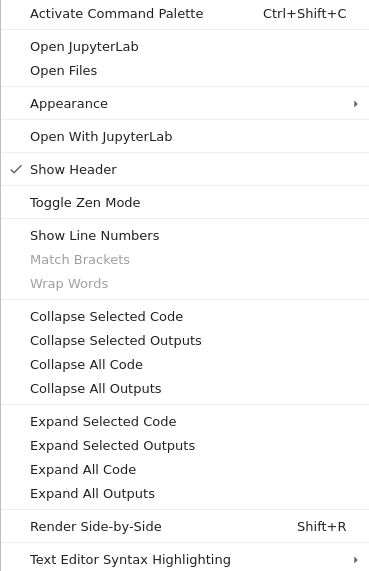 Activate Command Palette Ctrl+Shift+C
Open JupyterLab
Open Files
Appearance
Open With JupyterLab
Show Header
Toggle Zen Mode
Show Line Numbers
Match Brackets
Wrap Words
Collapse Selected Code
Collapse Selected Outputs
Collapse All Code
Collapse All Outputs
Expand Selected Code
Expand Selected Outputs
Expand All Code
Expand All Outputs
Render Side-by-Side Shift+R
Text Editor Syntax Highlighting